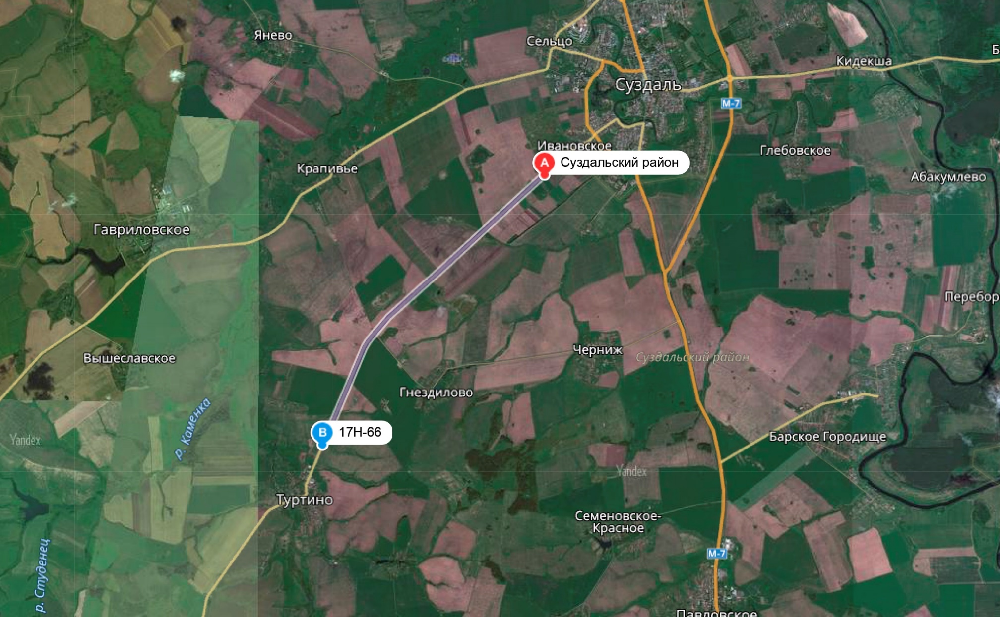 Янево
Сельцо
Б
Кидекша
Суздаль
М-7
Ивановское
Глебовское
A
Суздальский район
Крапивье
Абакумлево
Гавриловское
Перебор
Черниж
Суздальский район
Вышеславское
Гнездилово
р. Каменка
B
17Н-66
Yandex
Барское Городище
Yandex
Туртино
Семеновское-
Красное
М-7
р. Студенец
Павловское